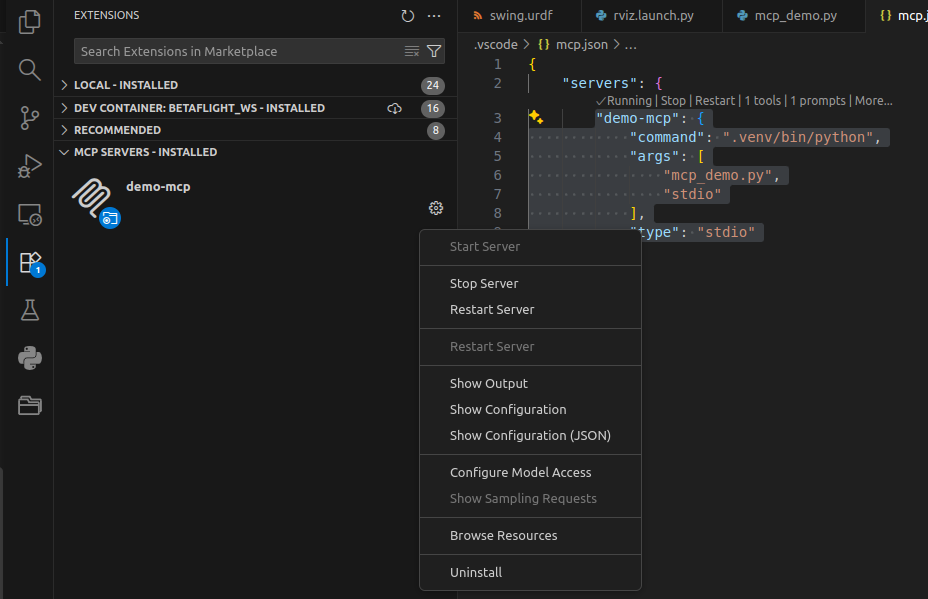 EXTENSIONS
Search Extensions in Marketplace
LOCAL - INSTALLED 24
DEV CONTAINER: BETAFLIGHT_WS - INSTALLED 16
RECOMMENDED 8
MCP SERVERS - INSTALLED
demo-mcp
1
swing.urdf rviz.launch.py mcp_demo.py {} mcp.j
.vscode > {} mcp.json > ...
1 {
2 "servers": {
✓Running | Stop | Restart | 1 tools | 1 prompts | More...
3 "demo-mcp": {
4 "command": ".venv/bin/python",
5 "args": [
6 "mcp_demo.py",
7 "stdio"
8 ],
"type": "stdio"
Start Server
Stop Server
Restart Server
Restart Server
Show Output
Show Configuration
Show Configuration (JSON)
Configure Model Access
Show Sampling Requests
Browse Resources
Uninstall